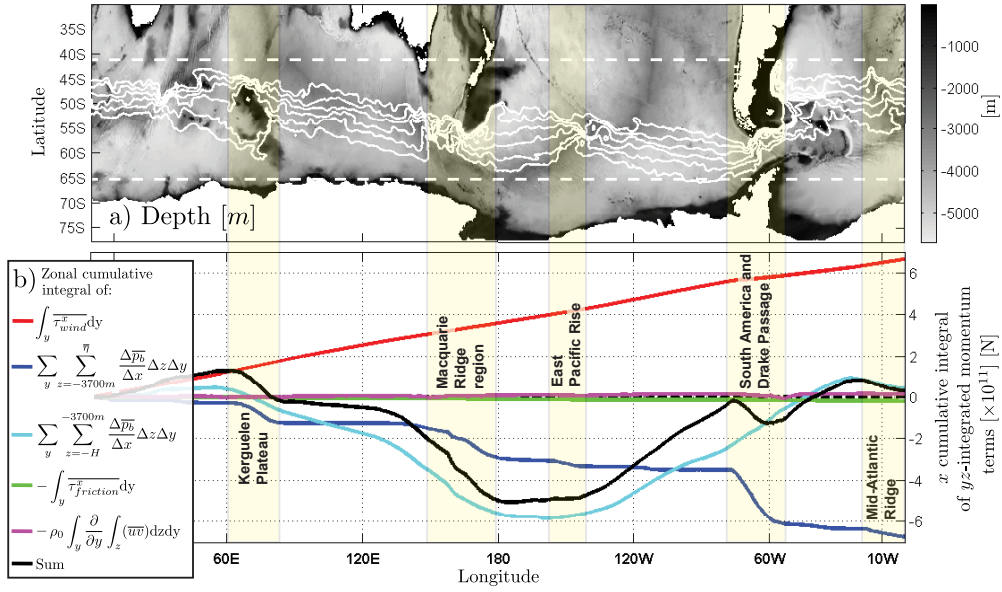 35S
40S
45S
50S
55S
60S
65S
70S
75S
Latitude
a) Depth [m]
-1000
-2000
-3000
-4000
-5000
[m]
b) Zonal cumulative
integral of:
∫_y \overline{τ^x_{wind}}dy
∑_y ∑_{z=−3700m}^{\overline{η}} \frac{Δ\overline{p_b}}{Δx} ΔzΔy
∑_y ∑_{z=−H}^{−3700m} \frac{Δ\overline{p_b}}{Δx} ΔzΔy
− ∫_y \overline{τ^x_{friction}}dy
−ρ_0 ∫_y \frac{∂}{∂y} ∫_z (\overline{uv})dzdy
Sum
Kerguelen
Plateau
Macquarie
Ridge
region
East
Pacific Rise
South America and
Drake Passage
Mid-Atlantic
Ridge
6
4
2
0
-2
-4
-6
x cumulative integral
of yz-integrated momentum
terms [×10^{11}] [N]
60E
120E
180
120W
60W
10W
Longitude